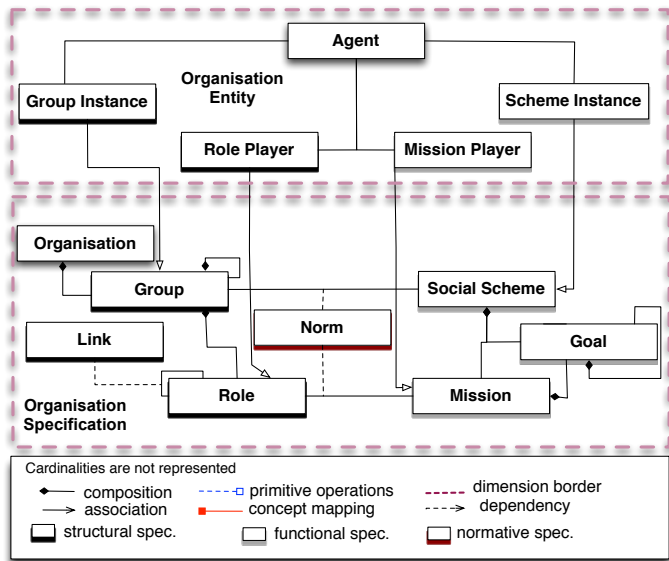 Agent
Organisation
Entity
Group Instance
Scheme Instance
Role Player
Mission Player
Organisation
Group
Social Scheme
Link
Norm
Goal
Role
Mission
Organisation
Specification
Cardinalities are not represented
composition
primitive operations
dimension border
association
concept mapping
dependency
structural spec.
functional spec.
normative spec.